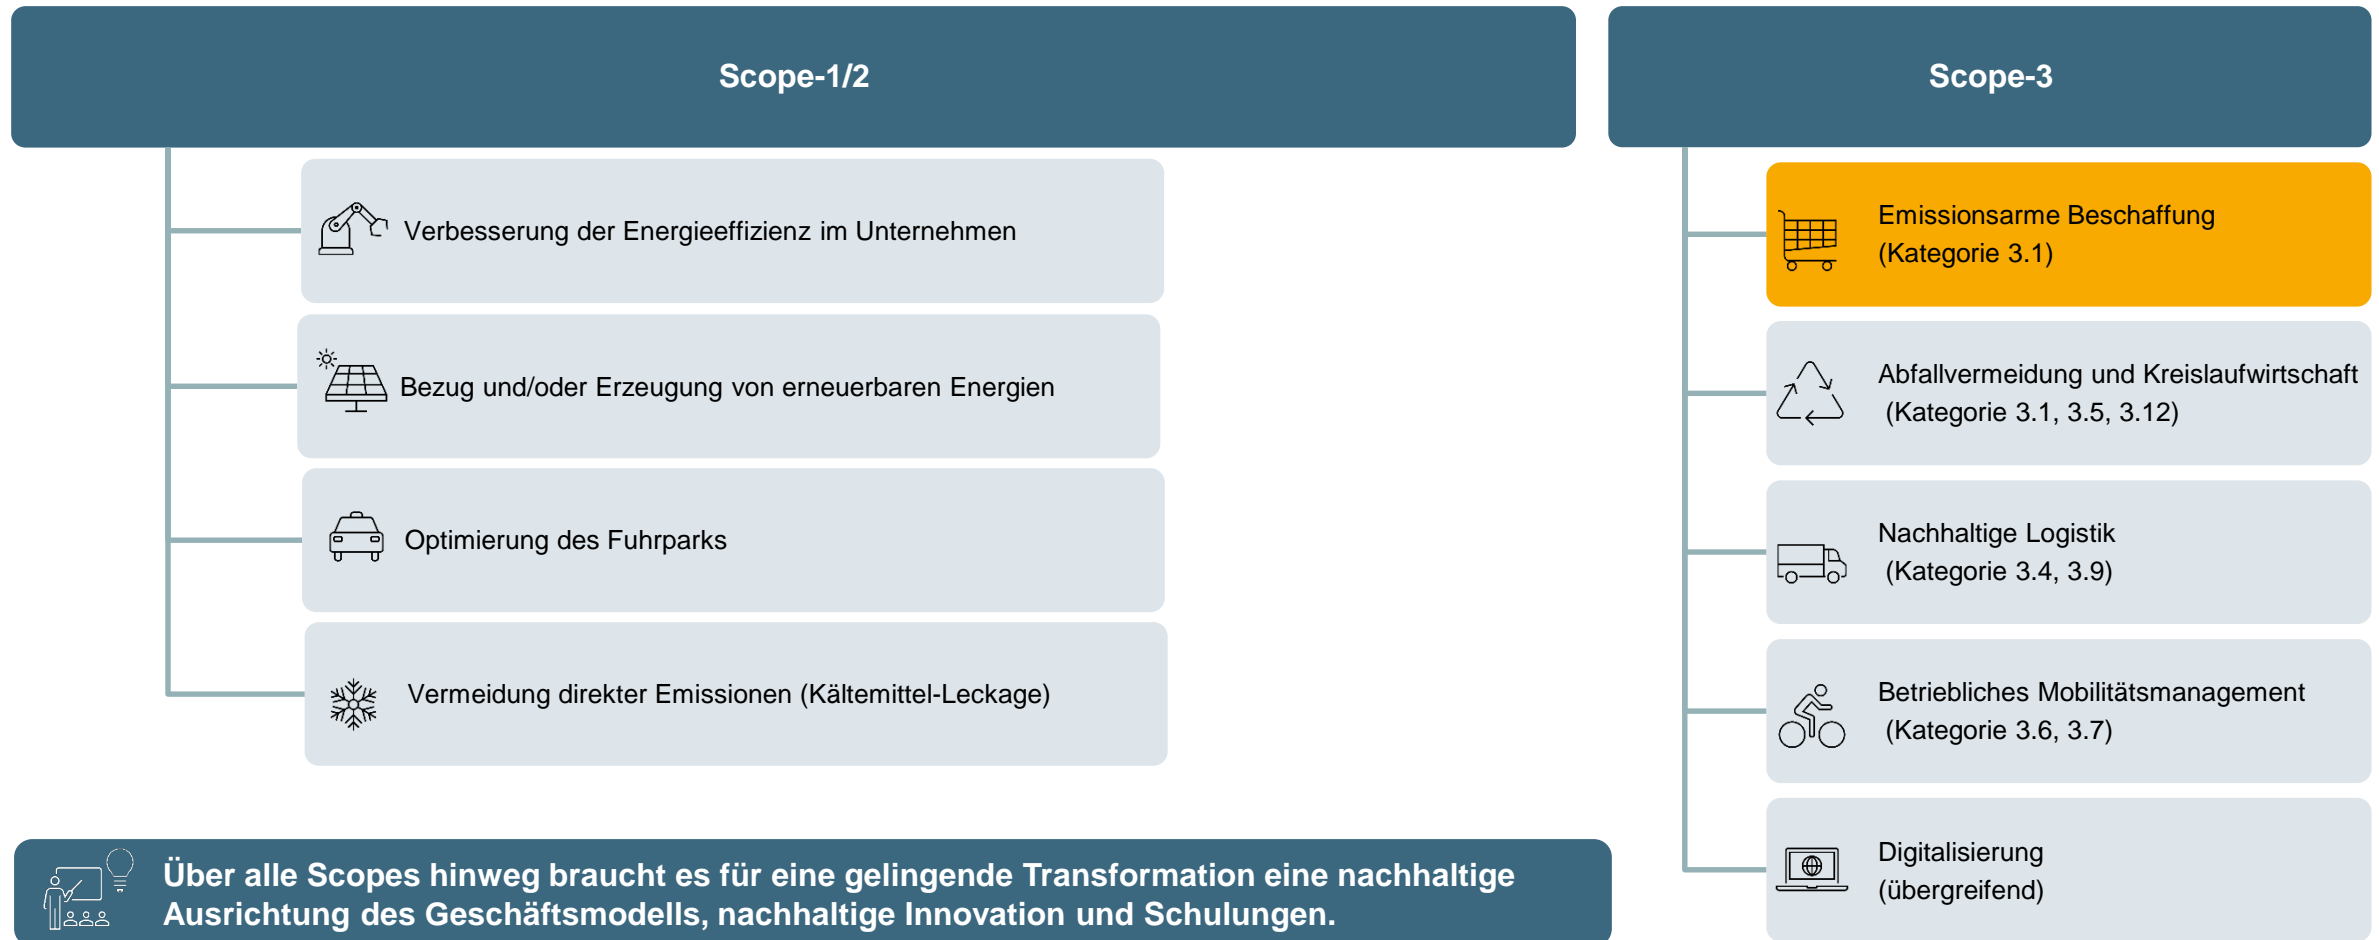 Scope-1/2
Verbesserung der Energieeffizienz im Unternehmen
Bezug und/oder Erzeugung von erneuerbaren Energien
Optimierung des Fuhrparks
Vermeidung direkter Emissionen (Kältemittel-Leckage)
Scope-3
Emissionsarme Beschaffung
(Kategorie 3.1)
Abfallvermeidung und Kreislaufwirtschaft
(Kategorie 3.1, 3.5, 3.12)
Nachhaltige Logistik
(Kategorie 3.4, 3.9)
Betriebliches Mobilitätsmanagement
(Kategorie 3.6, 3.7)
Digitalisierung
(übergreifend)
Über alle Scopes hinweg braucht es für eine gelingende Transformation eine nachhaltige
Ausrichtung des Geschäftsmodells, nachhaltige Innovation und Schulungen.